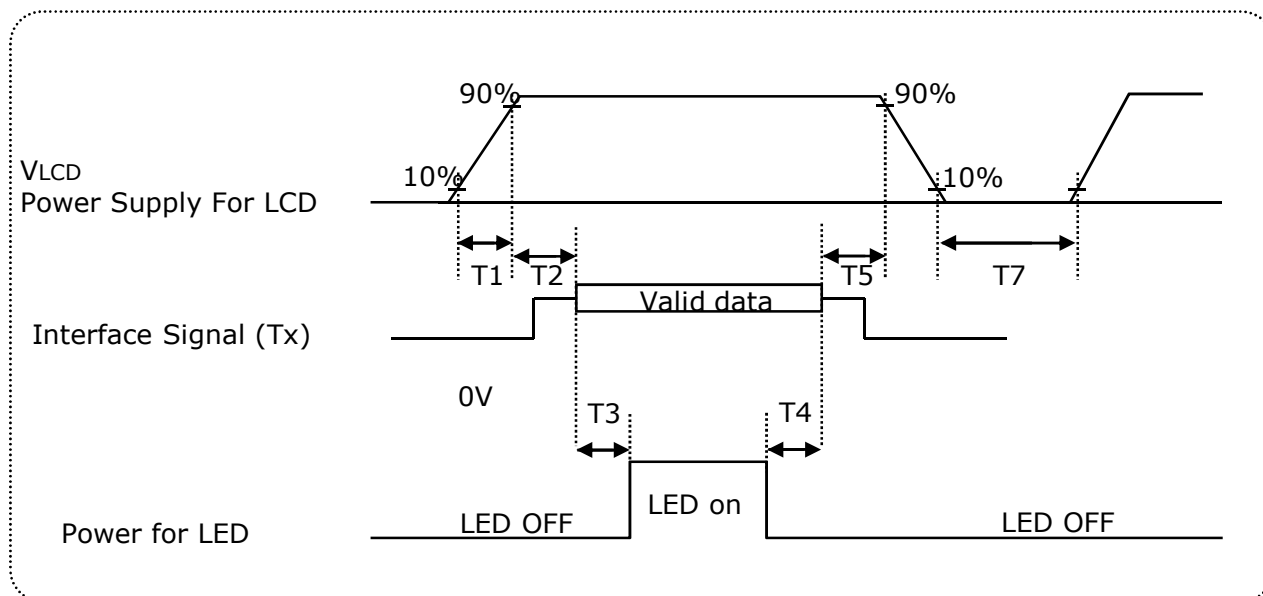 90%
90%
VLCD
10%
10%
Power Supply For LCD
T1
T2
T5
T7
Valid data
Interface Signal (Tx)
0V
T3
T4
LED on
LED OFF
LED OFF
Power for LED